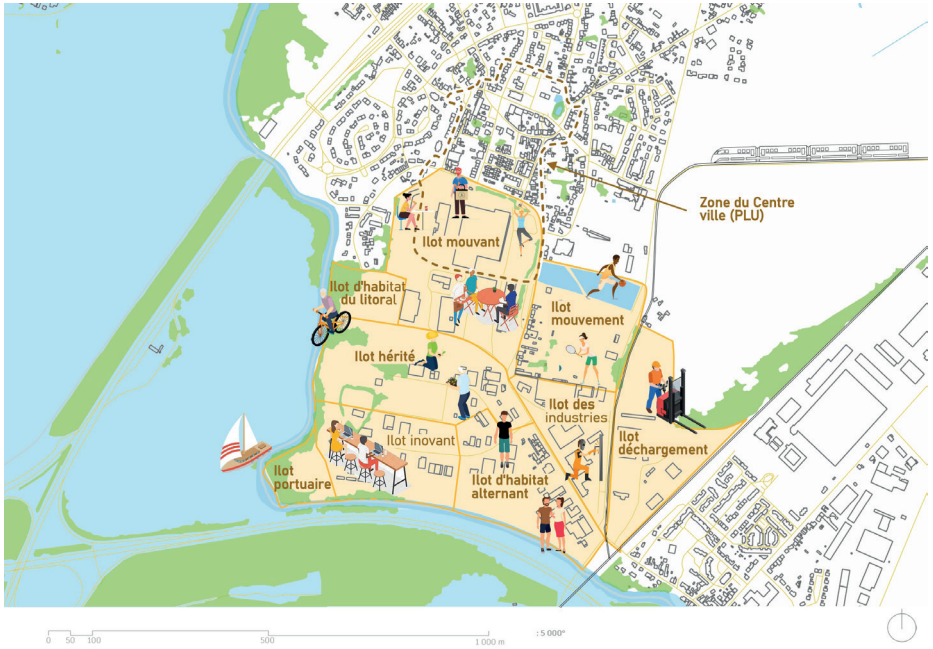 Zone du Centre
ville (PLU)
Ilot mouvant
Ilot d'habitat
du litoral
Ilot
mouvement
Ilot hérité
Ilot des
industries
Ilot inovant
Ilot
déchargement
Ilot
portuaire
Ilot d'habitat
alternant
0 50 100 500 1 000 m
: 5 000°